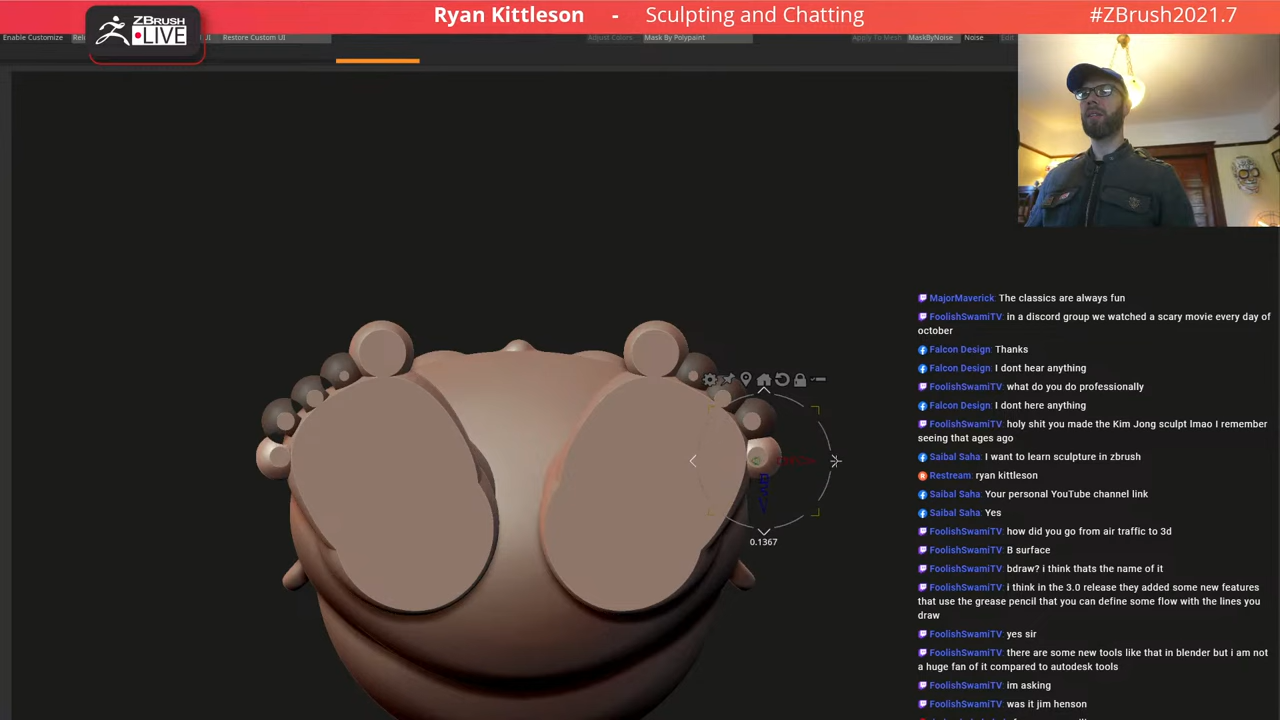 Ryan Kittleson - Sculpting and Chatting #ZBrush2021.7
ZBRUSH
LIVE
Enable Customize
UI
Restore Custom UI
Adjust Colors
Mask By Polypaint
Apply To Mesh
MaskByNoise
Noise
Edit
MajorMaverick: The classics are always fun
FoolishSwamiTV: in a discord group we watched a scary movie every day of
october
Falcon Design: Thanks
Falcon Design: I dont hear anything
FoolishSwamiTV: what do you do professionally
Falcon Design: I dont here anything
FoolishSwamiTV: holy shit you made the Kim Jong sculpt lmao I remember
seeing that ages ago
Saibal Saha: I want to learn sculpture in zbrush
Restream: ryan kittleson
Saibal Saha: Your personal YouTube channel link
Saibal Saha: Yes
FoolishSwamiTV: how did you go from air traffic to 3d
FoolishSwamiTV: B surface
FoolishSwamiTV: bdraw? i think thats the name of it
FoolishSwamiTV: i think in the 3.0 release they added some new features
that use the grease pencil that you can define some flow with the lines you
draw
FoolishSwamiTV: yes sir
FoolishSwamiTV: there are some new tools like that in blender but i am not
a huge fan of it compared to autodesk tools
FoolishSwamiTV: im asking
FoolishSwamiTV: was it jim henson
0.1367